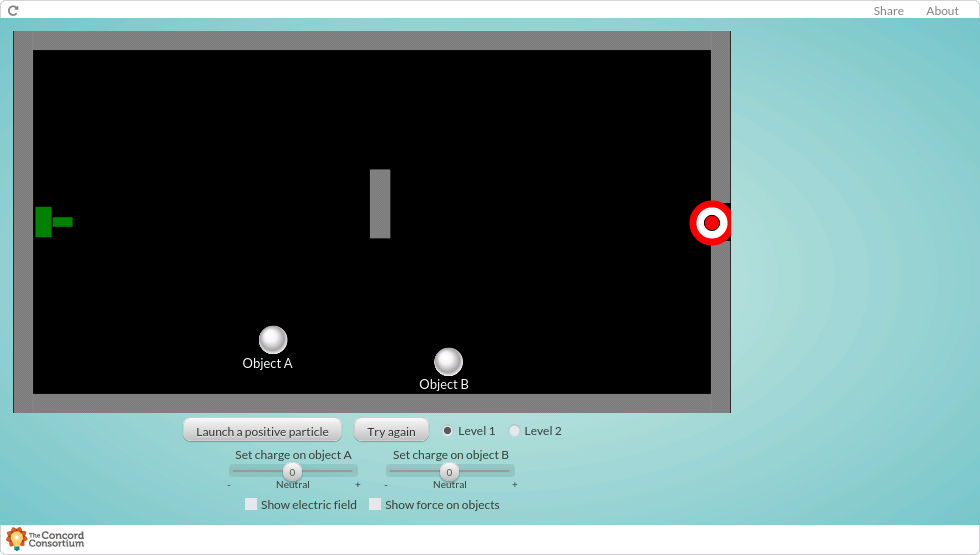 Share About
Object A
Object B
Launch a positive particle Try again Level 1 Level 2
Set charge on object A Set charge on object B
0 0
- Neutral + - Neutral +
Show electric field Show force on objects
The Concord
Consortium